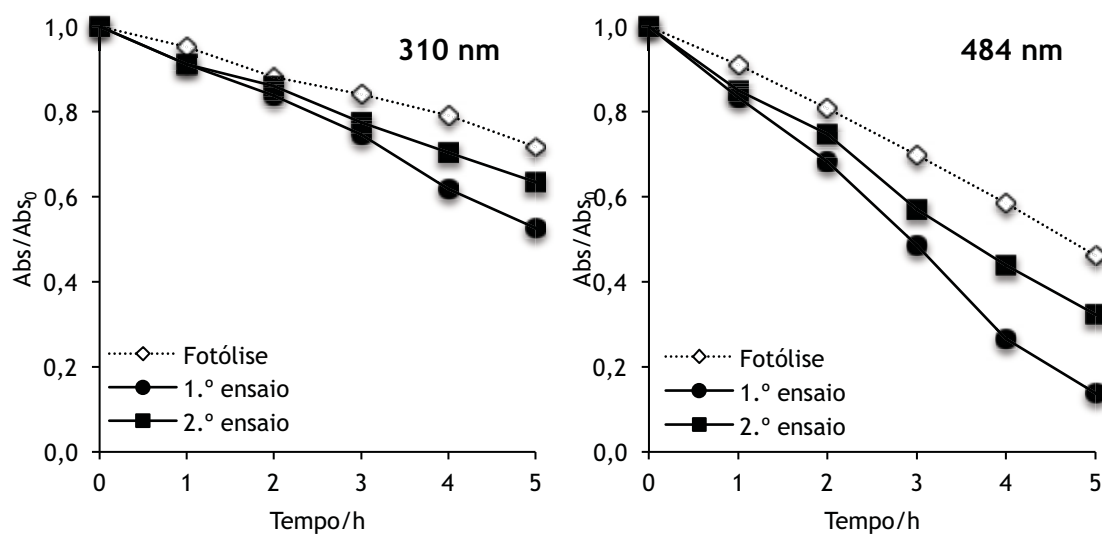 1,0
0,8
0,6
0,4
0,2
0,0
Abs/Abs0
310 nm
Fotólise
1.º ensaio
2.º ensaio
0 1 2 3 4 5
Tempo/h
1,0
0,8
0,6
0,4
0,2
0,0
Abs/Abs0
484 nm
Fotólise
1.º ensaio
2.º ensaio
0 1 2 3 4 5
Tempo/h